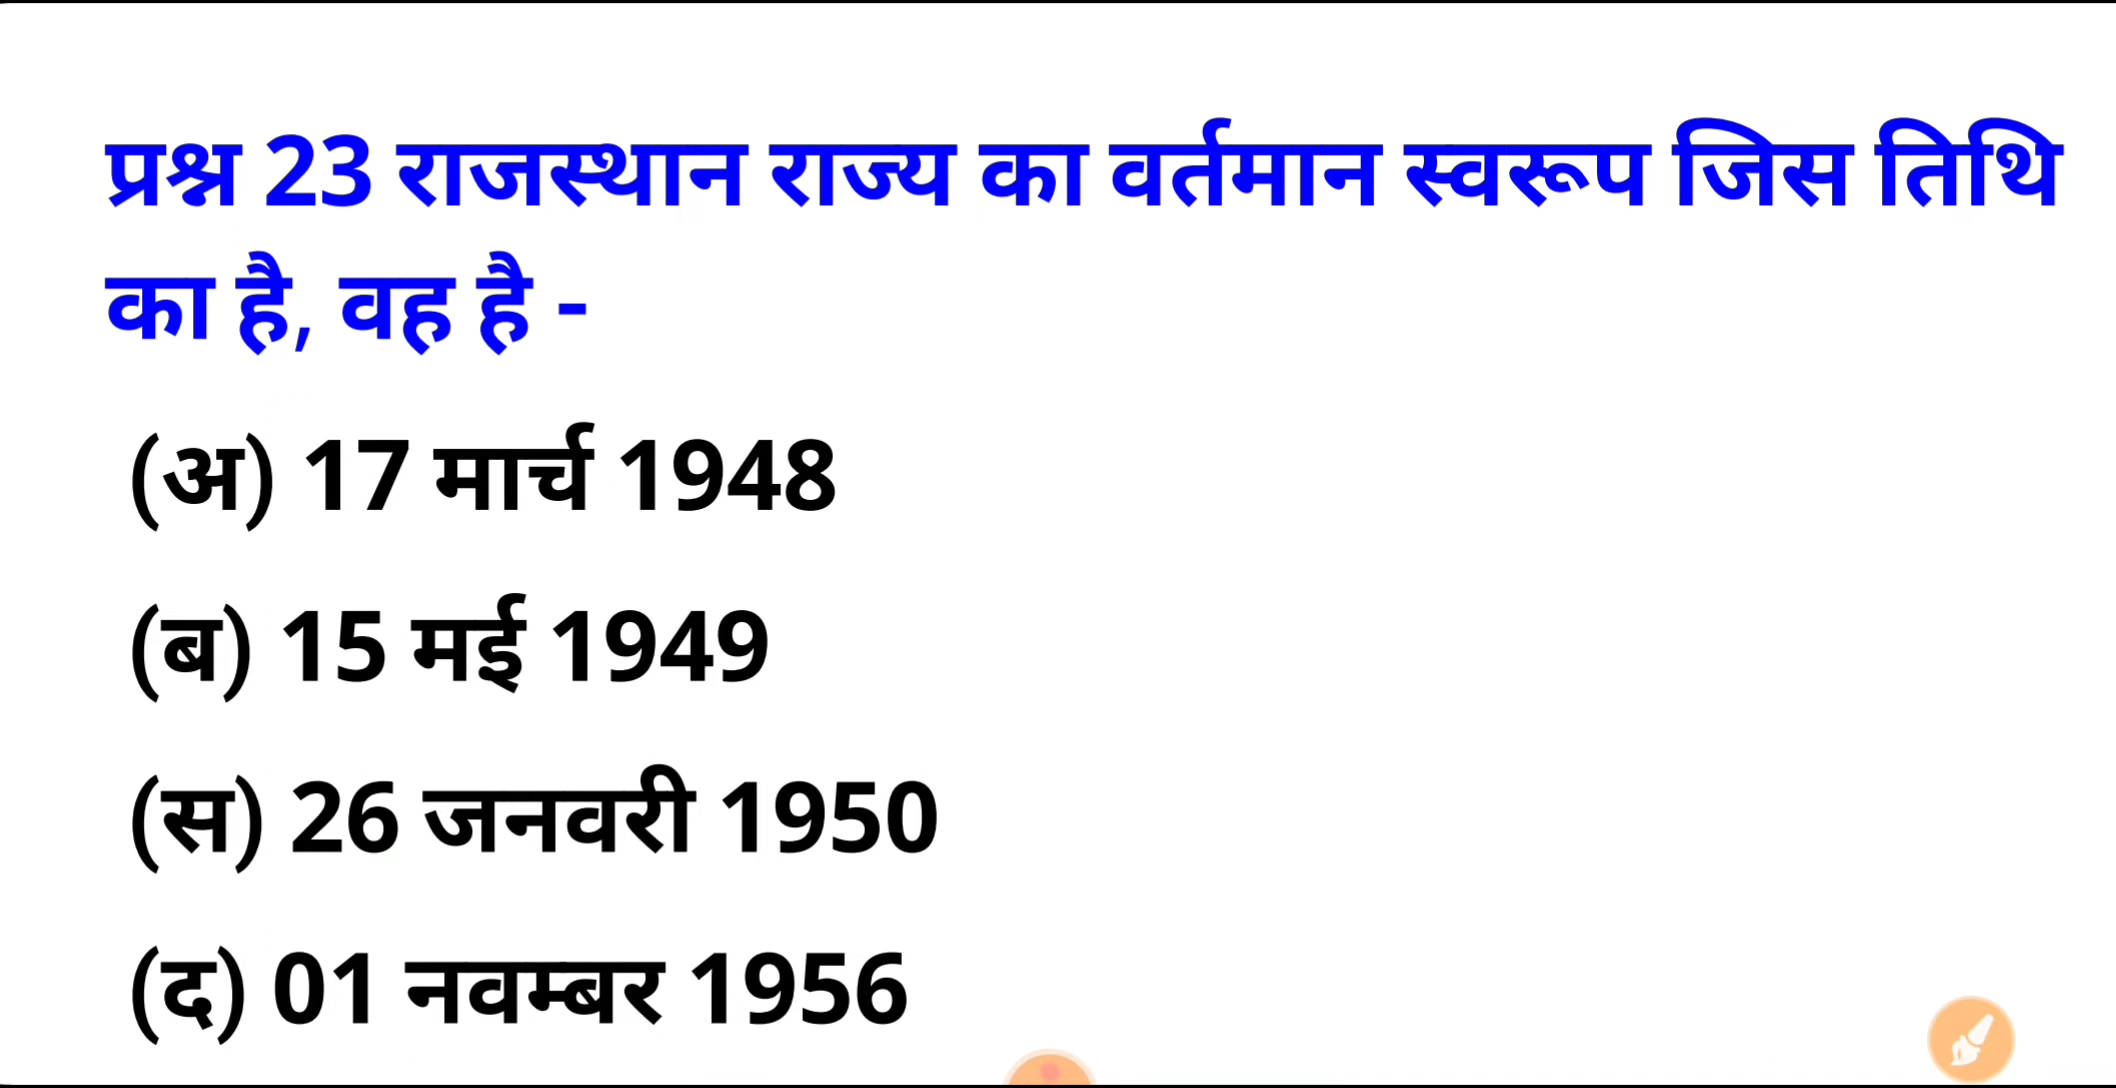 प्रश्न 23 राजस्थान राज्य का वर्तमान स्वरूप जिस तिथि
का है, वह है -
(अ) 17 मार्च 1948
(ब) 15 मई 1949
(स) 26 जनवरी 1950
(द) 01 नवम्बर 1956